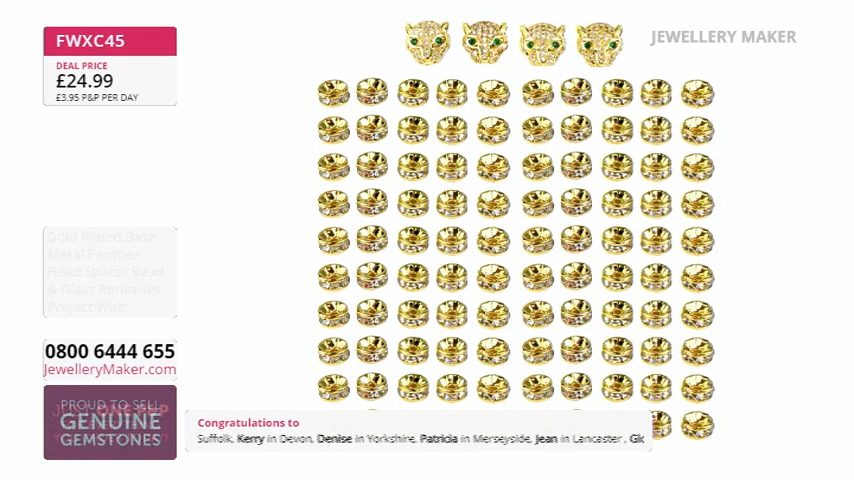 FWXC45
DEAL PRICE
£24.99
£3.95 P&P PER DAY
JEWELLERY MAKER
Gold Plated Base
Metal Panther
Head Spacer Bead
& Glass Rondelles
Project With
0800 6444 655
JewelleryMaker.com
PROUD TO SELL
GENUINE
GEMSTONES
Congratulations to
Suffolk, Kerry in Devon, Denise in Yorkshire, Patricia in Merseyside, Jean in Lancaster , Gl